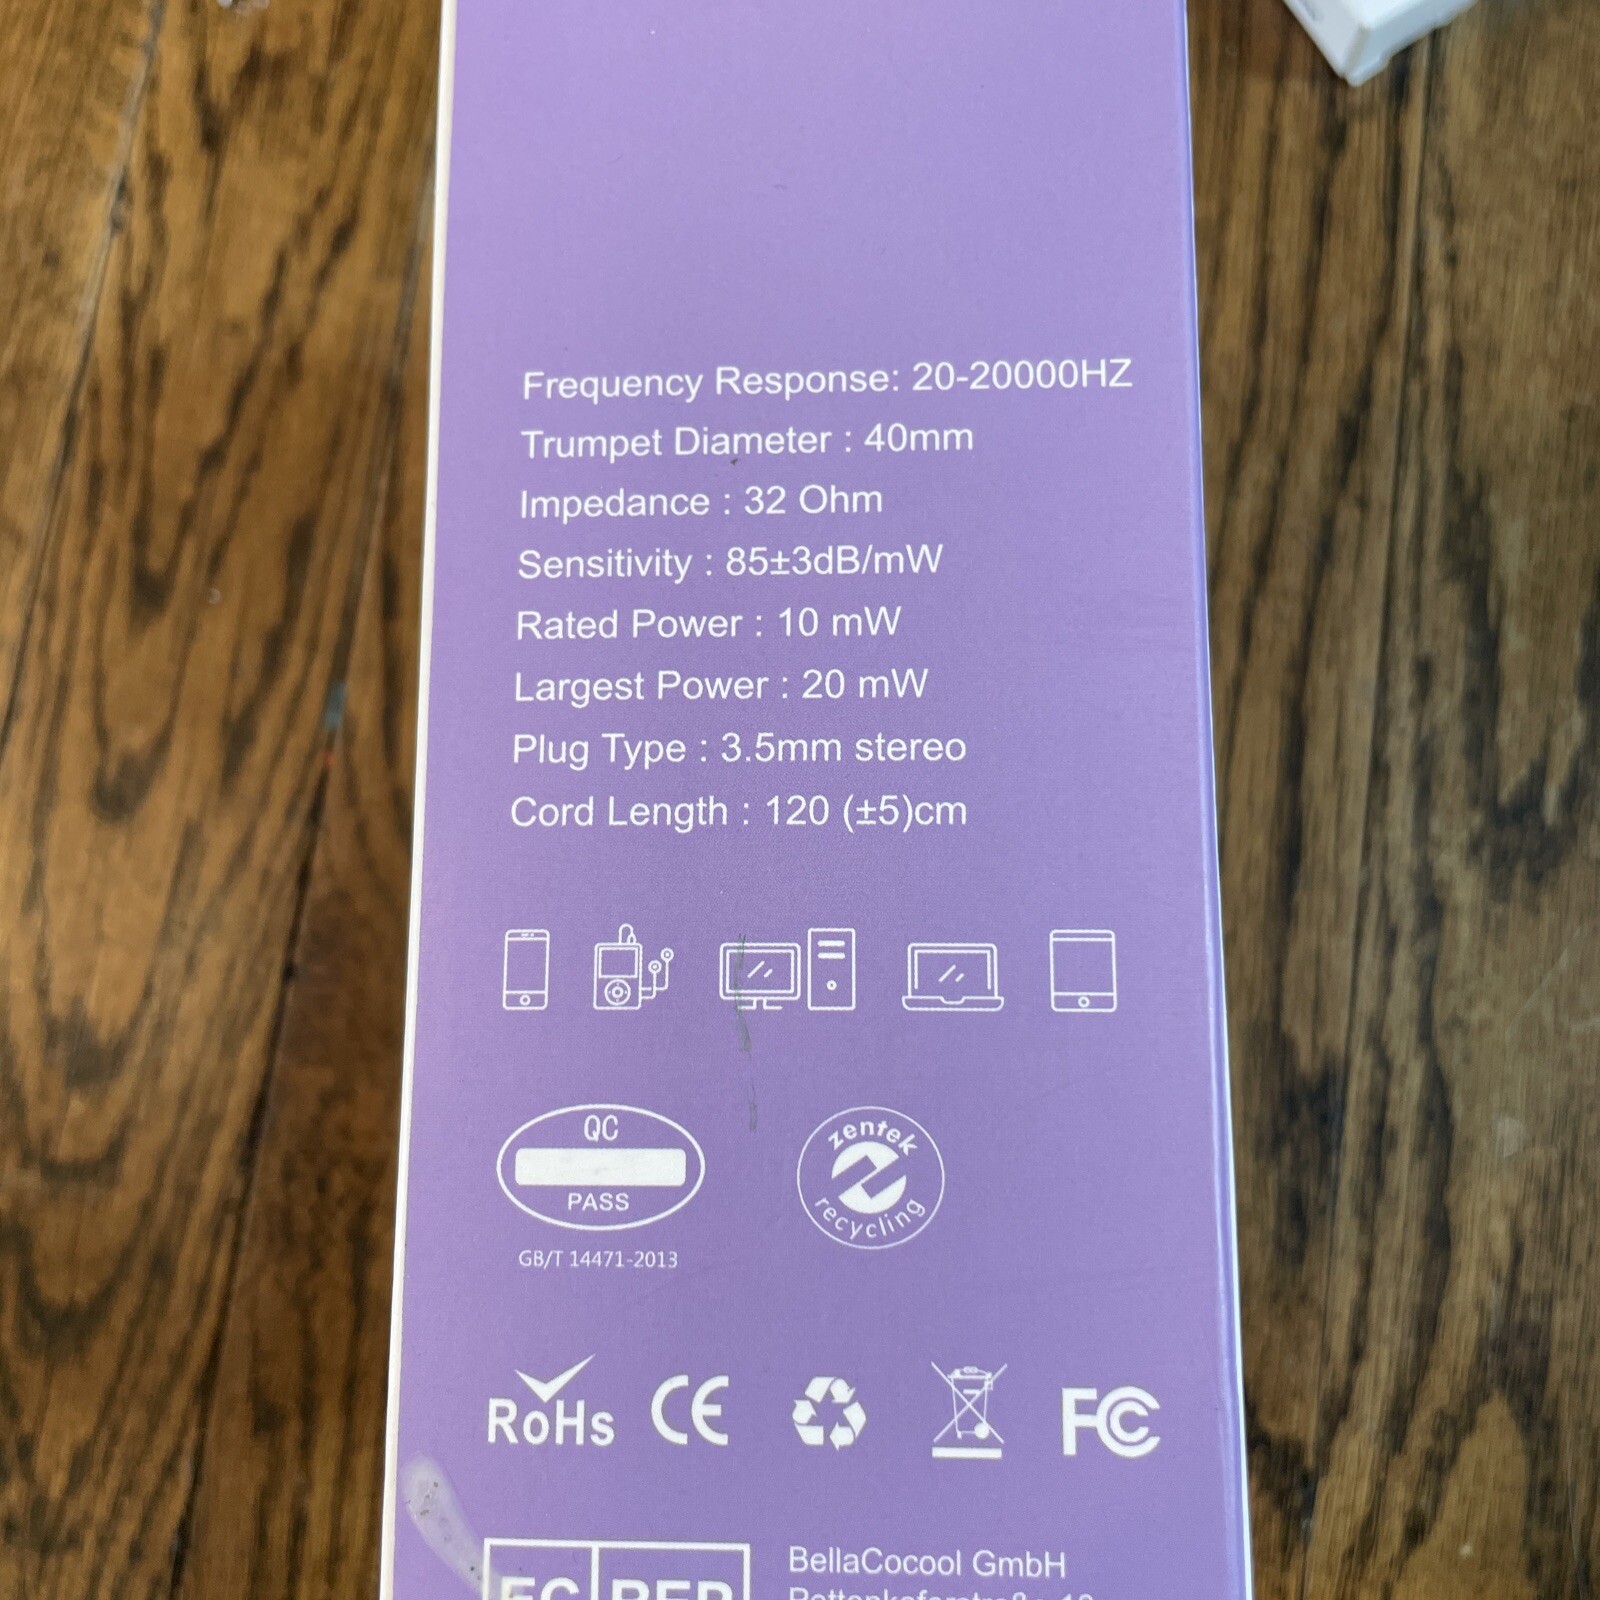 Frequency Response: 20-20000HZ
Trumpet Diameter : 40mm
Impedance : 32 Ohm
Sensitivity : 85±3dB/mW
Rated Power : 10 mW
Largest Power : 20 mW
Plug Type : 3.5mm stereo
Cord Length : 120 (±5)cm
QC
PASS
GB/T 14471-2013
zentek
recycling
RoHs
CE
FC
EC REP
BellaCocool GmbH